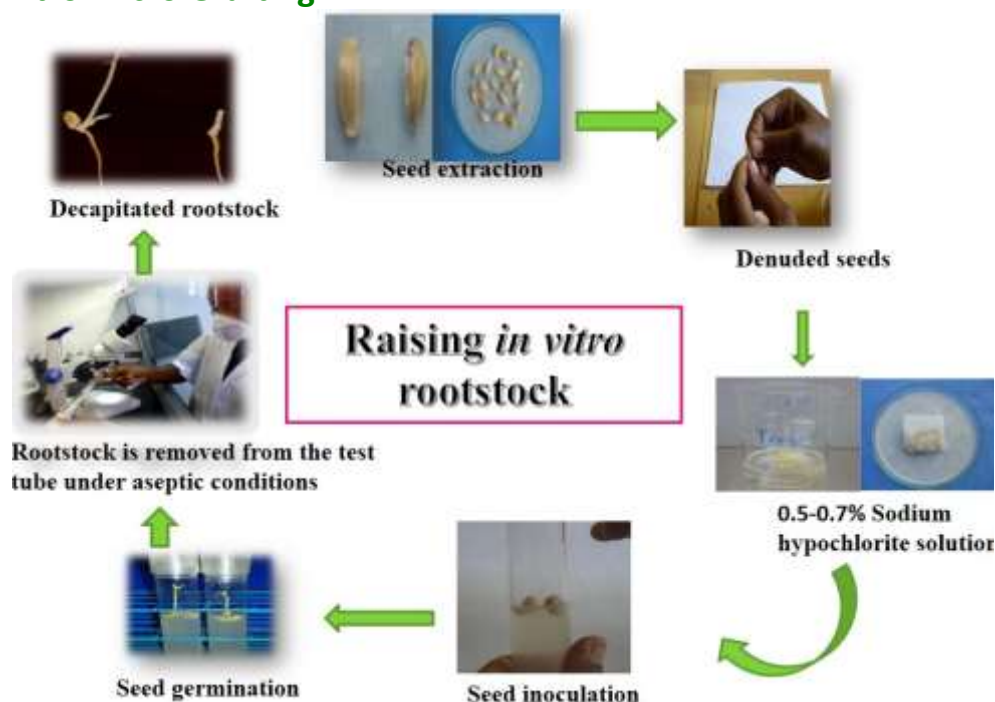 Seed extraction
Denuded seeds
0.5-0.7% Sodium
hypochlorite solution
Seed inoculation
Seed germination
Rootstock is removed from the test
tube under aseptic conditions
Decapitated rootstock
Raising in vitro
rootstock